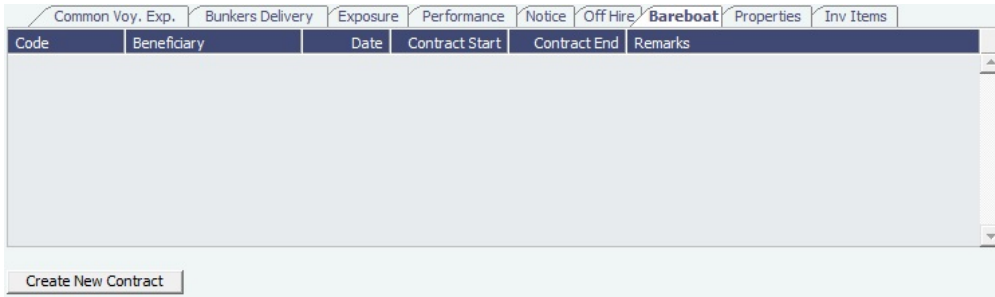 Common Voy. Exp. Bunkers Delivery Exposure Performance Notice Off Hire Bareboat Properties Inv Items
Code Beneficiary Date Contract Start Contract End Remarks
Create New Contract